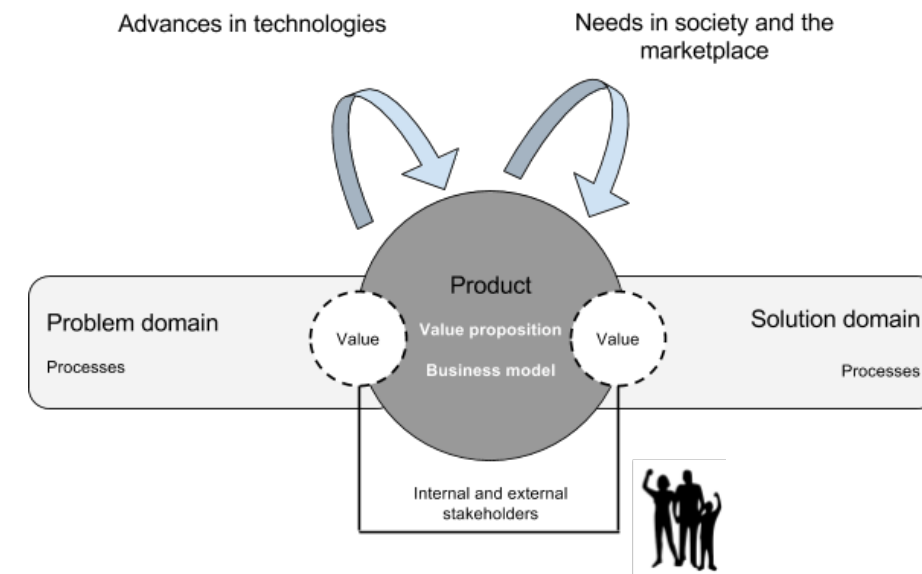 Advances in technologies
Needs in society and the
marketplace
Product
Problem domain
Value
Value proposition
Value
Solution domain
Processes
Business model
Processes
Internal and external
stakeholders